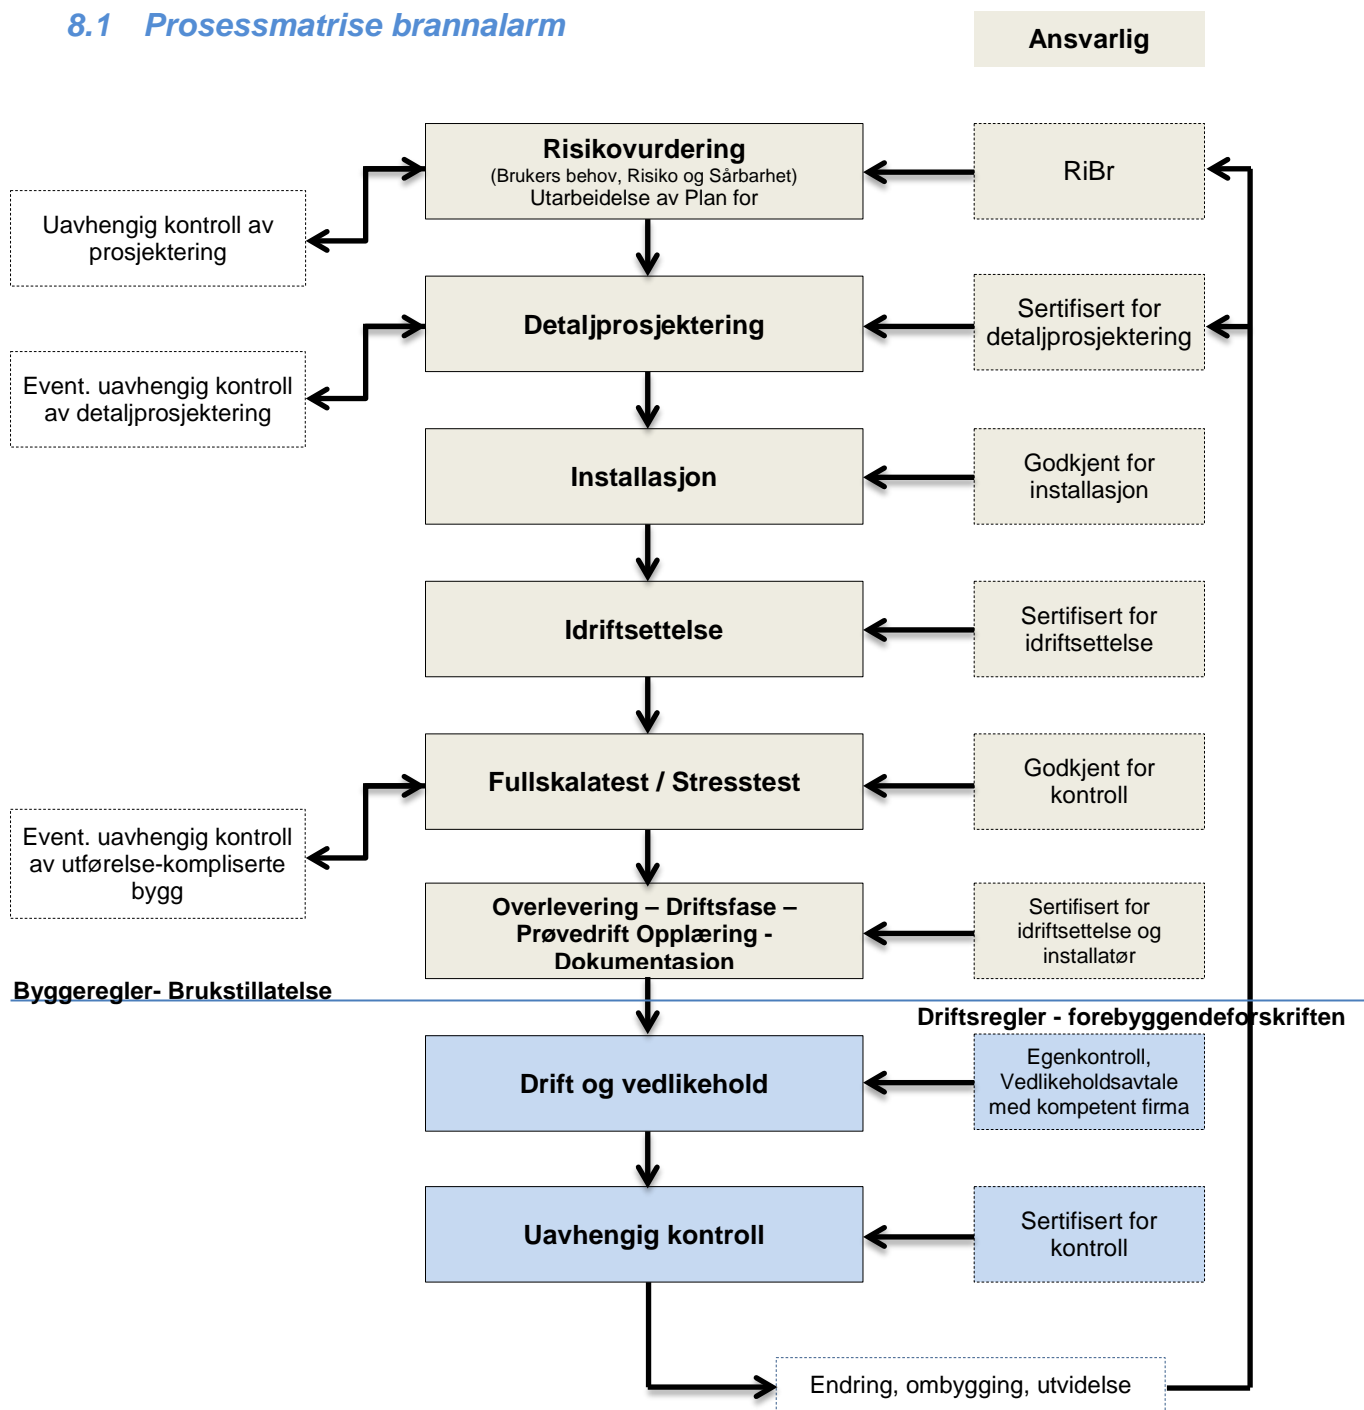 8.1 Prosessmatrise brannalarm
Ansvarlig
Risikovurdering
(Brukers behov, Risiko og Sårbarhet)
Utarbeidelse av Plan for
RiBr
Uavhengig kontroll av
prosjektering
Detaljprosjektering
Sertifisert for
detaljprosjektering
Event. uavhengig kontroll
av detaljprosjektering
Installasjon
Godkjent for
installasjon
Idriftsettelse
Sertifisert for
idriftsettelse
Fullskalatest / Stresstest
Godkjent for
kontroll
Event. uavhengig kontroll
av utførelse-kompliserte
bygg
Overlevering – Driftsfase –
Prøvedrift Opplæring -
Dokumentasjon
Sertifisert for
idriftsettelse og
installatør
Byggeregler- Brukstillatelse
Driftsregler - forebyggendeforskriften
Drift og vedlikehold
Egenkontroll,
Vedlikeholdsavtale
med kompetent firma
Uavhengig kontroll
Sertifisert for
kontroll
Endring, ombygging, utvidelse